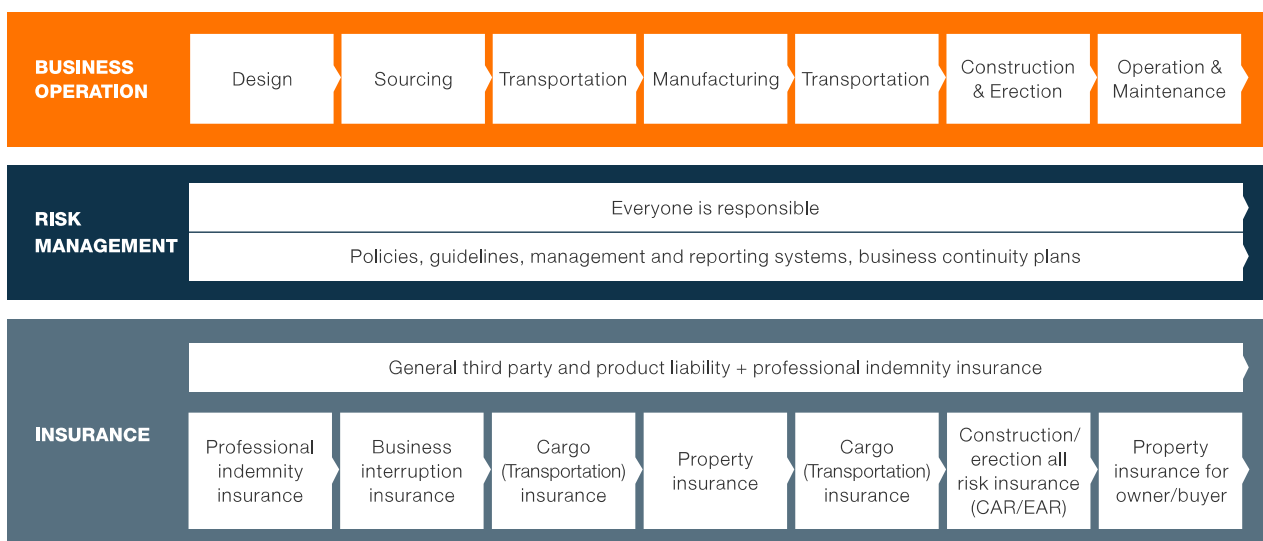 BUSINESS
OPERATION
Design
Sourcing
Transportation
Manufacturing
Transportation
Construction
& Erection
Operation &
Maintenance
RISK
MANAGEMENT
Everyone is responsible
Policies, guidelines, management and reporting systems, business continuity plans
INSURANCE
General third party and product liability + professional indemnity insurance
Professional
indemnity
insurance
Business
interruption
insurance
Cargo
(Transportation)
insurance
Property
insurance
Cargo
(Transportation)
insurance
Construction/
erection all
risk insurance
(CAR/EAR)
Property
insurance for
owner/buyer